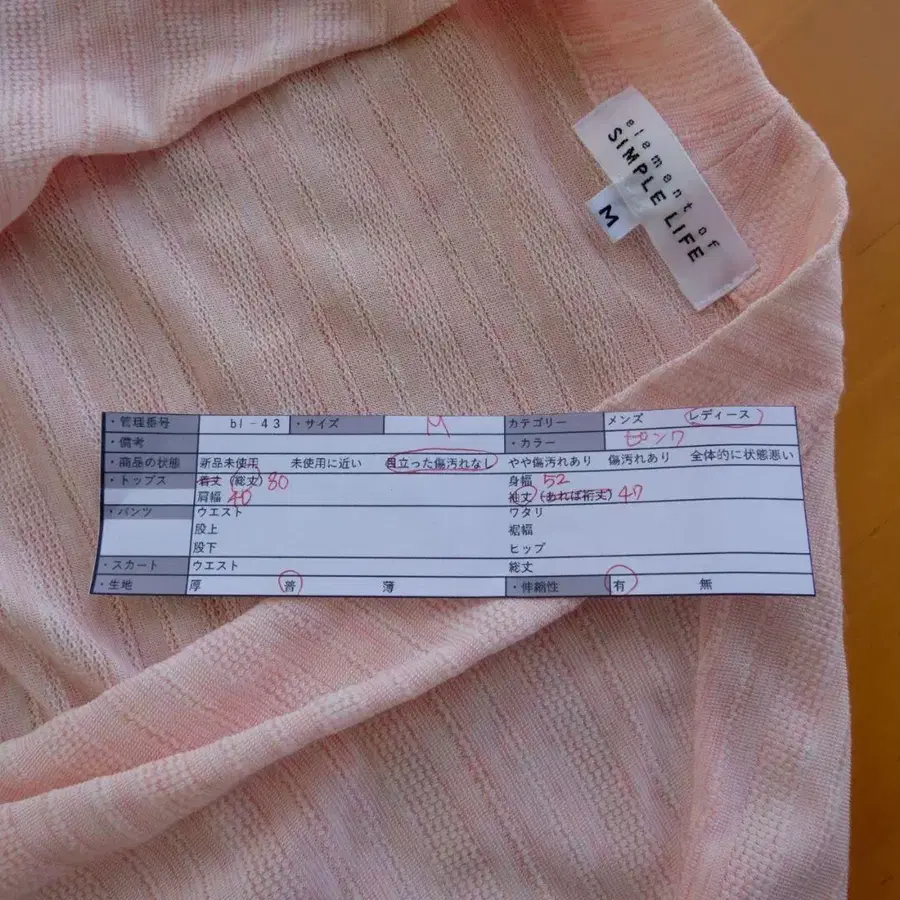 element of
SIMPLE LIFE
M
・管理番号 bl-43 ・サイズ M カテゴリー メンズ レディース
・備考 ・カラー ピンク
・商品の状態 新品未使用 未使用に近い 目立った傷汚れなし やや傷汚れあり 傷汚れあり 全体的に状態悪い
・トップス 着丈 (総丈) 80 身幅 52
肩幅 40 袖丈 (あれば裄丈) 47
・パンツ ウエスト ワタリ
股上 裾幅
股下 ヒップ
・スカート ウエスト 総丈
・生地 厚 普 薄 ・伸縮性 有 無